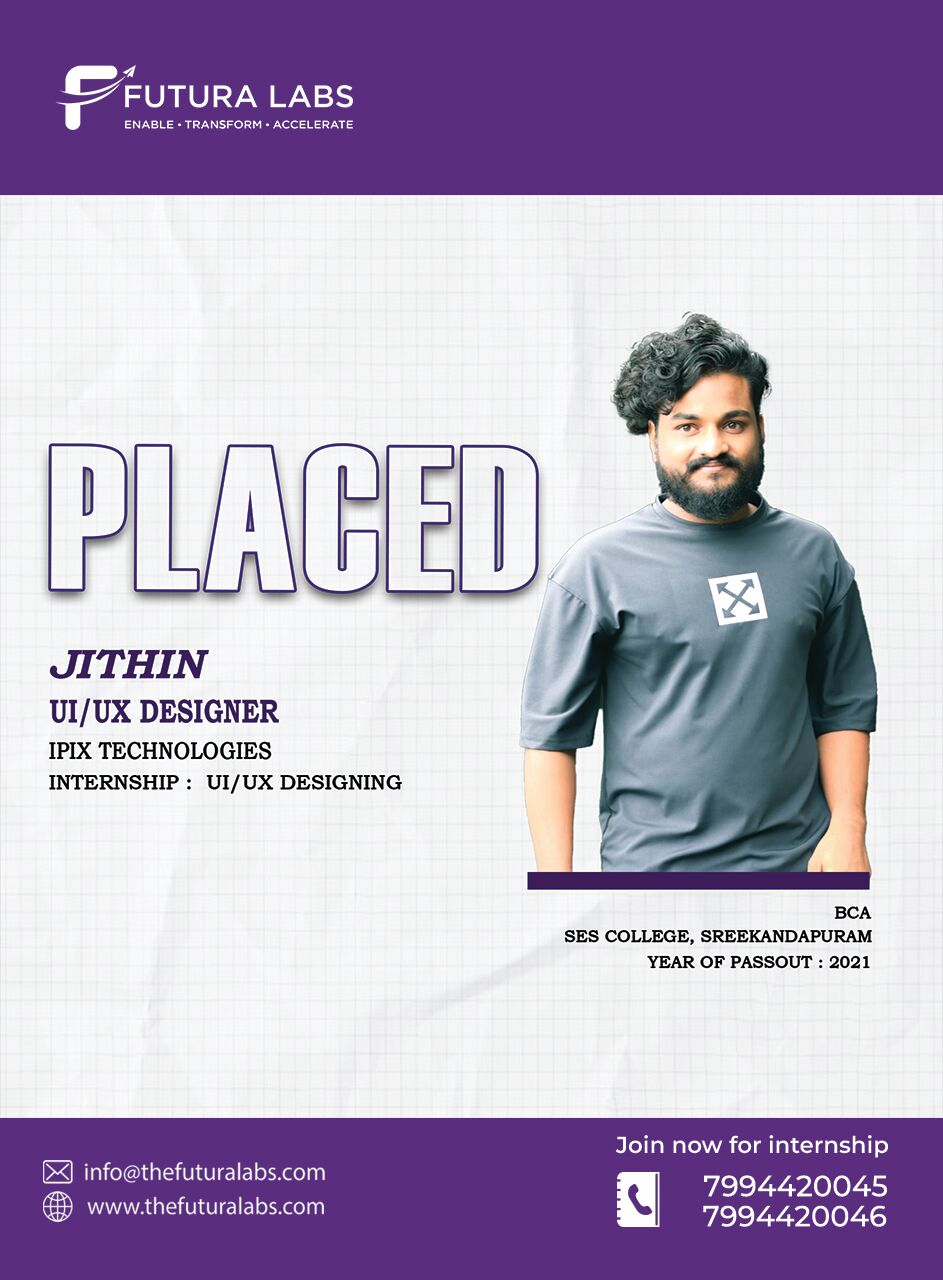 FUTURA LABS
ENABLE • TRANSFORM • ACCELERATE
PLACED
JITHIN
UI/UX DESIGNER
IPIX TECHNOLOGIES
INTERNSHIP : UI/UX DESIGNING
BCA
SES COLLEGE, SREEKANDAPURAM
YEAR OF PASSOUT : 2021
info@thefuturalabs.com
www.thefuturalabs.com
Join now for internship
7994420045
7994420046